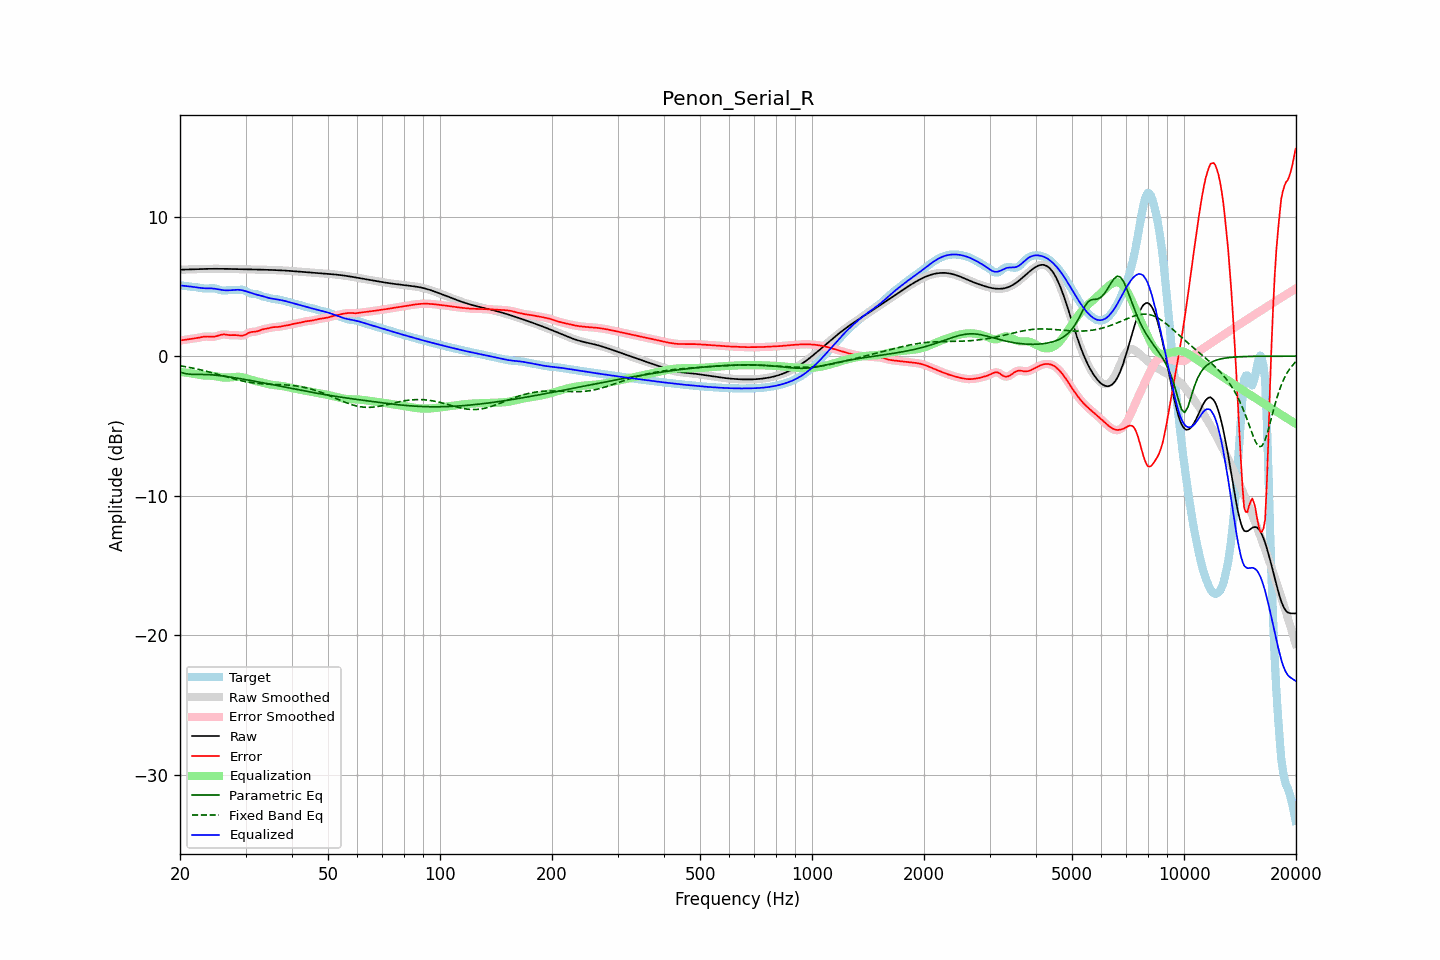 Penon_Serial_R
Amplitude (dBr)
10
0
−10
−20
−30
Target
Raw Smoothed
Error Smoothed
Raw
Error
Equalization
Parametric Eq
Fixed Band Eq
Equalized
20 50 100 200 500 1000 2000 5000 10000 20000
Frequency (Hz)